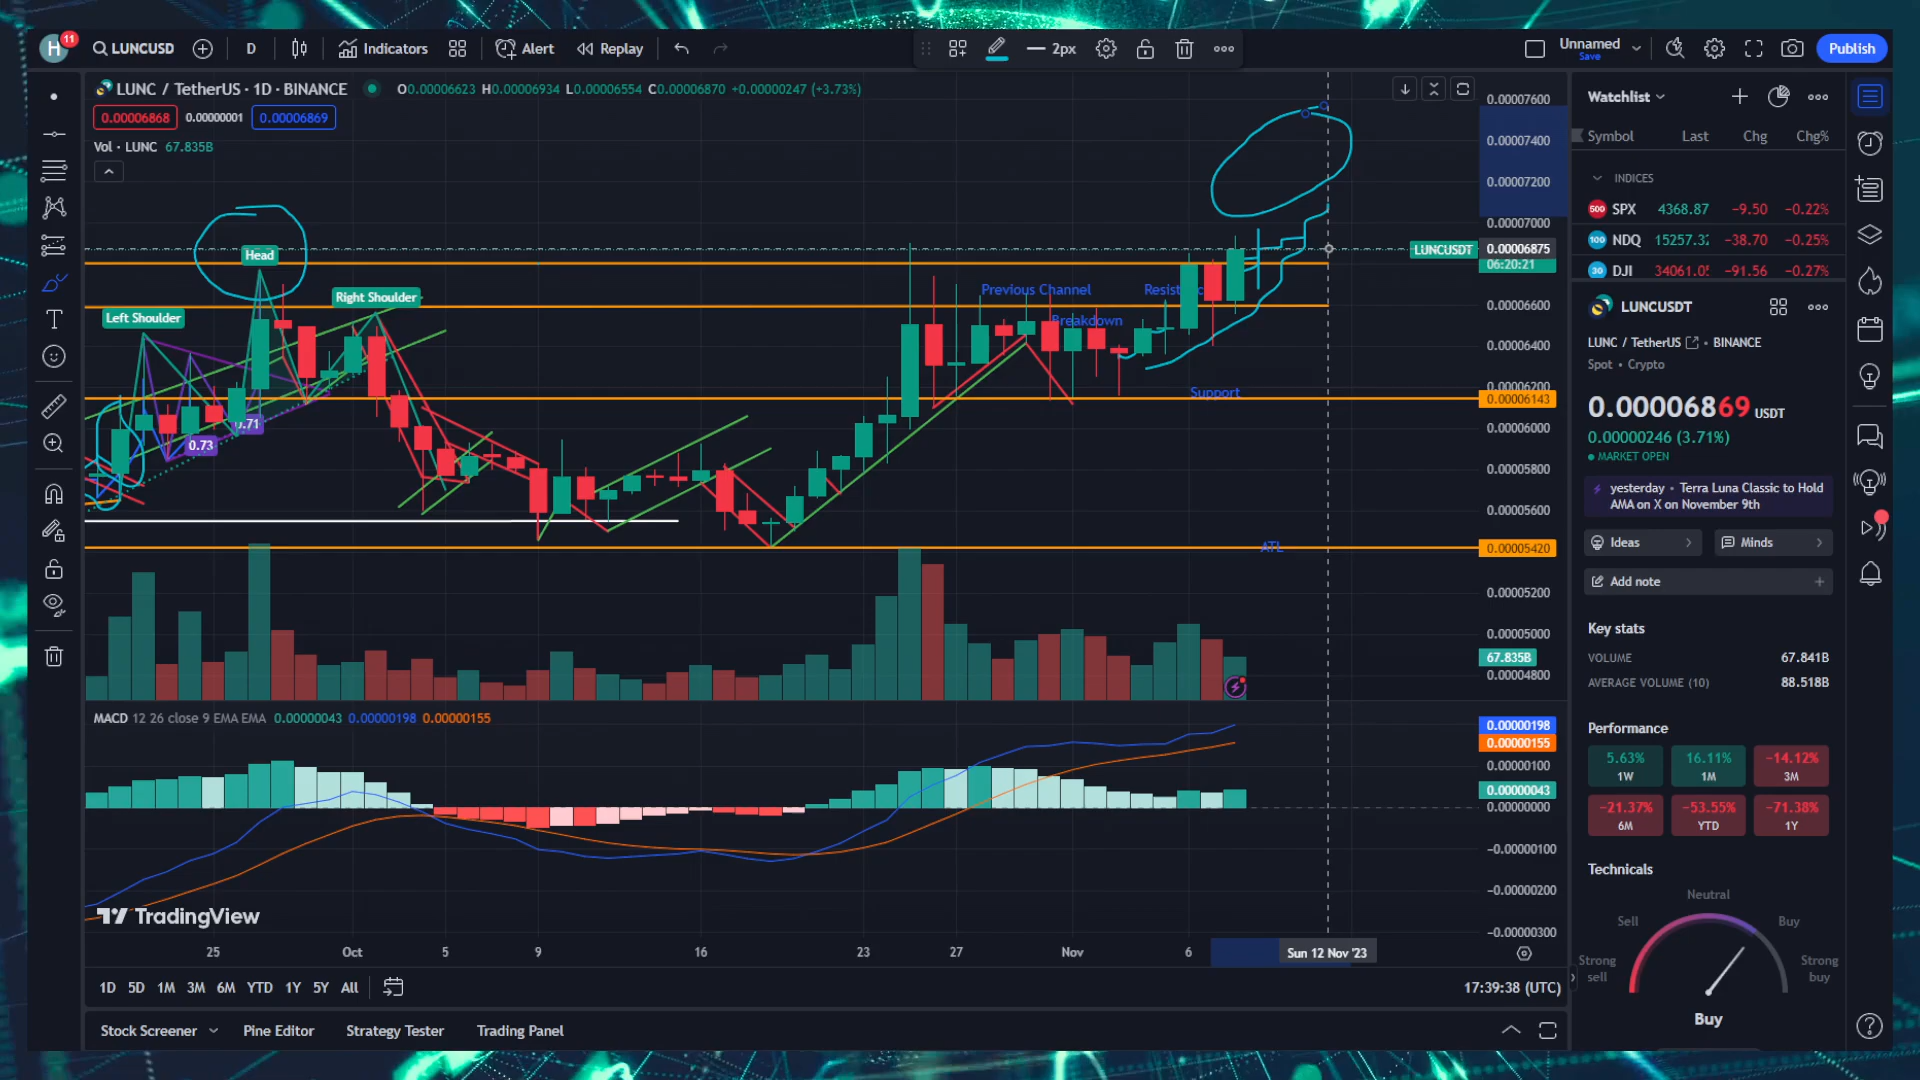 H 11 LUNCUSD D Indicators Alert Replay 2px Unnamed Save Publish
LUNC / TetherUS · 1D · BINANCE O0.00006623 H0.00006934 L0.00006554 C0.00006870 +0.00000247 (+3.73%)
0.00006868 0.00000001 0.00006869
Vol · LUNC 67.835B
Head
Left Shoulder
Right Shoulder
0.73
0.71
Previous Channel
Breakdown
Support
ATL
0.00007600
0.00007400
0.00007200
0.00007000
LUNCUSDT 0.00006875
06:20:21
0.00006600
0.00006400
0.00006200
0.00006143
0.00006000
0.00005800
0.00005600
0.00005420
0.00005200
0.00005000
67.835B
0.00004800
MACD 12 26 close 9 EMA EMA 0.00000043 0.00000198 0.00000155
0.00000198
0.00000155
0.00000100
0.00000043
0.00000000
−0.00000100
−0.00000200
−0.00000300
TradingView
25 Oct 5 9 16 23 27 Nov 6 Sun 12 Nov '23
1D 5D 1M 3M 6M YTD 1Y 5Y All 17:39:38 (UTC)
Stock Screener Pine Editor Strategy Tester Trading Panel
Watchlist
Symbol Last Chg Chg%
INDICES
500 SPX 4368.87 −9.50 −0.22%
100 NDQ −38.70 −0.25%
30 DJI −91.56 −0.27%
LUNCUSDT
LUNC / TetherUS • BINANCE
Spot • Crypto
0.00006869 USDT
0.00000246 (3.71%)
MARKET OPEN
yesterday • Terra Luna Classic to Hold
AMA on X on November 9th
Ideas Minds
Add note
Key stats
VOLUME 67.841B
AVERAGE VOLUME (10) 88.518B
Performance
5.63% 16.11% −14.12%
1W 1M 3M
−21.37% −53.55% −71.38%
6M YTD 1Y
Technicals
Neutral
Sell Buy
Strong sell Strong buy
Buy